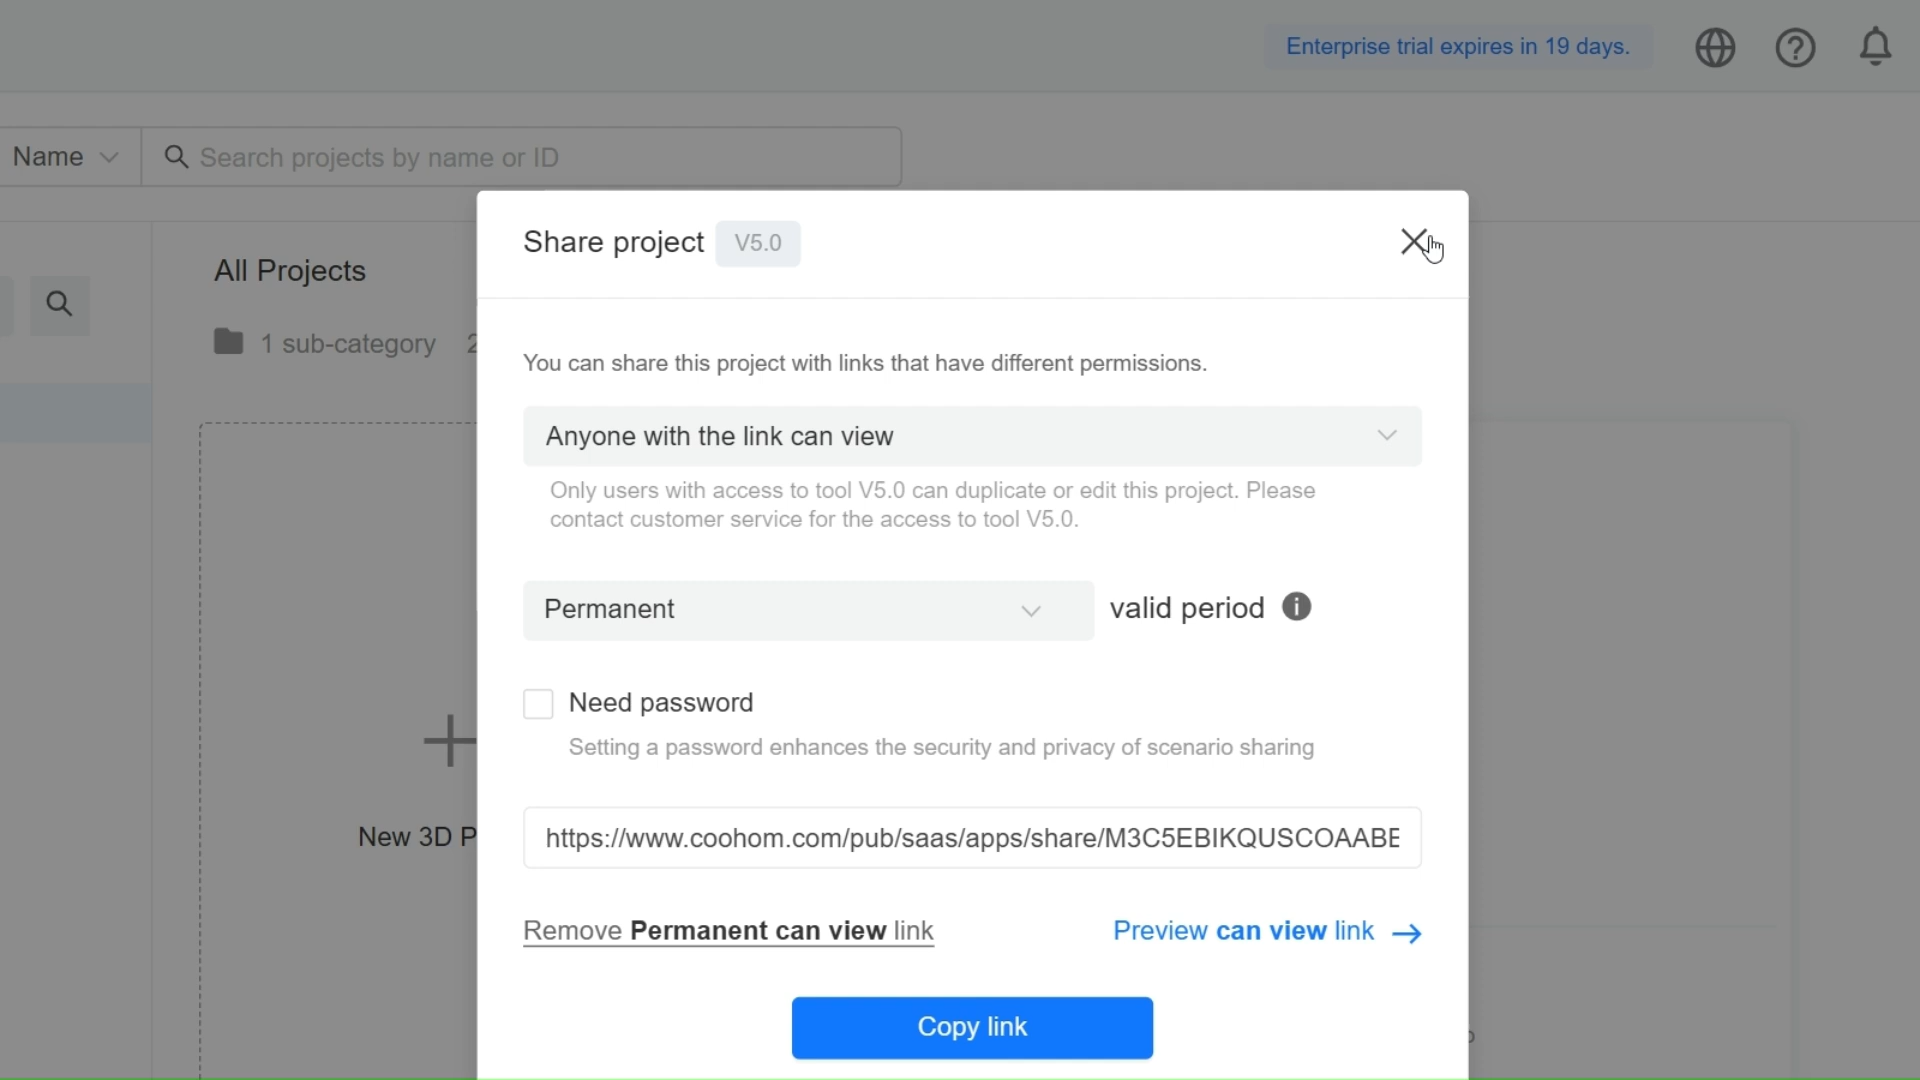 Enterprise trial expires in 19 days.
Name
Search projects by name or ID
All Projects
1 sub-category
Share project V5.0
You can share this project with links that have different permissions.
Anyone with the link can view
Only users with access to tool V5.0 can duplicate or edit this project. Please
contact customer service for the access to tool V5.0.
Permanent
valid period
Need password
Setting a password enhances the security and privacy of scenario sharing
https://www.coohom.com/pub/saas/apps/share/M3C5EBIKQUSCOAABE
Remove Permanent can view link
Preview can view link
New 3D P
Copy link